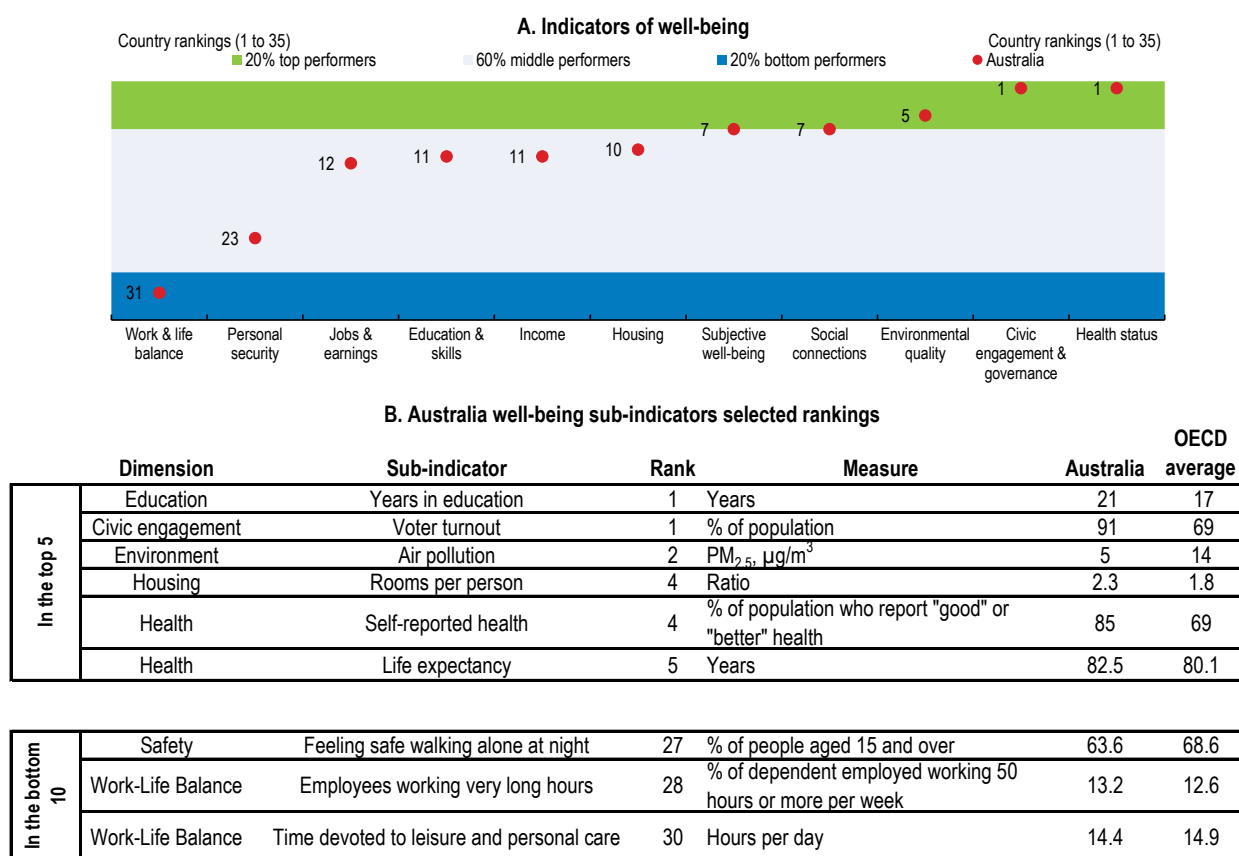 A. Indicators of well-being
Country rankings (1 to 35)
Country rankings (1 to 35)
20% top performers 60% middle performers 20% bottom performers Australia
31
23
12
11
11
10
7
7
5
1
1
Work & life balance
Personal security
Jobs & earnings
Education & skills
Income
Housing
Subjective well-being
Social connections
Environmental quality
Civic engagement & governance
Health status
B. Australia well-being sub-indicators selected rankings
Dimension Sub-indicator Rank Measure Australia OECD average
In the top 5
Education Years in education 1 Years 21 17
Civic engagement Voter turnout 1 % of population 91 69
Environment Air pollution 2 PM2.5, µg/m³ 5 14
Housing Rooms per person 4 Ratio 2.3 1.8
Health Self-reported health 4 % of population who report "good" or "better" health 85 69
Health Life expectancy 5 Years 82.5 80.1
In the bottom 10
Safety Feeling safe walking alone at night 27 % of people aged 15 and over 63.6 68.6
Work-Life Balance Employees working very long hours 28 % of dependent employed working 50 hours or more per week 13.2 12.6
Work-Life Balance Time devoted to leisure and personal care 30 Hours per day 14.4 14.9